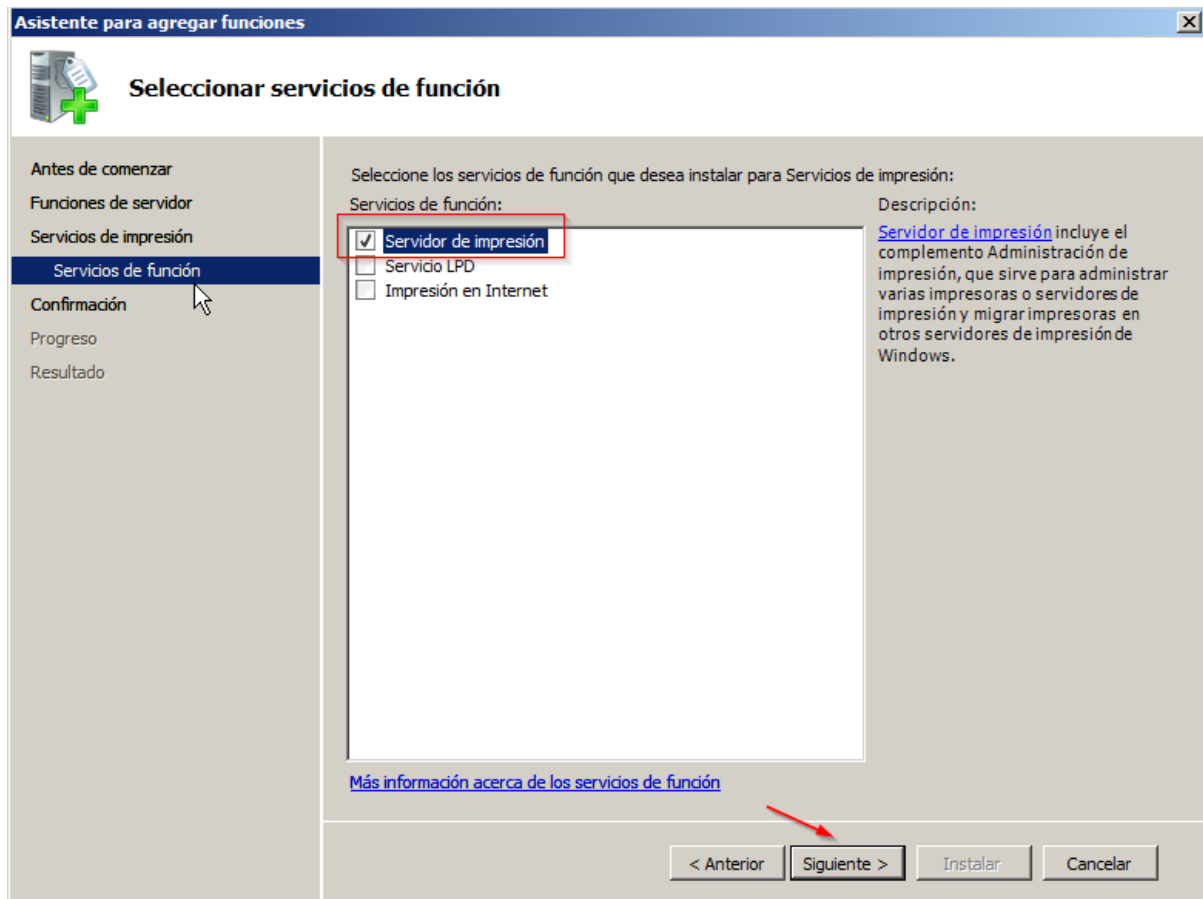 Asistente para agregar funciones
Seleccionar servicios de función
Antes de comenzar
Funciones de servidor
Servicios de impresión
Servicios de función
Confirmación
Progreso
Resultado
Seleccione los servicios de función que desea instalar para Servicios de impresión:
Servicios de función:
Servidor de impresión
Servicio LPD
Impresión en Internet
Más información acerca de los servicios de función
Descripción:
Servidor de impresión incluye el
complemento Administración de
impresión, que sirve para administrar
varias impresoras o servidores de
impresión y migrar impresoras en
otros servidores de impresión de
Windows.
< Anterior
Siguiente >
Instalar
Cancelar